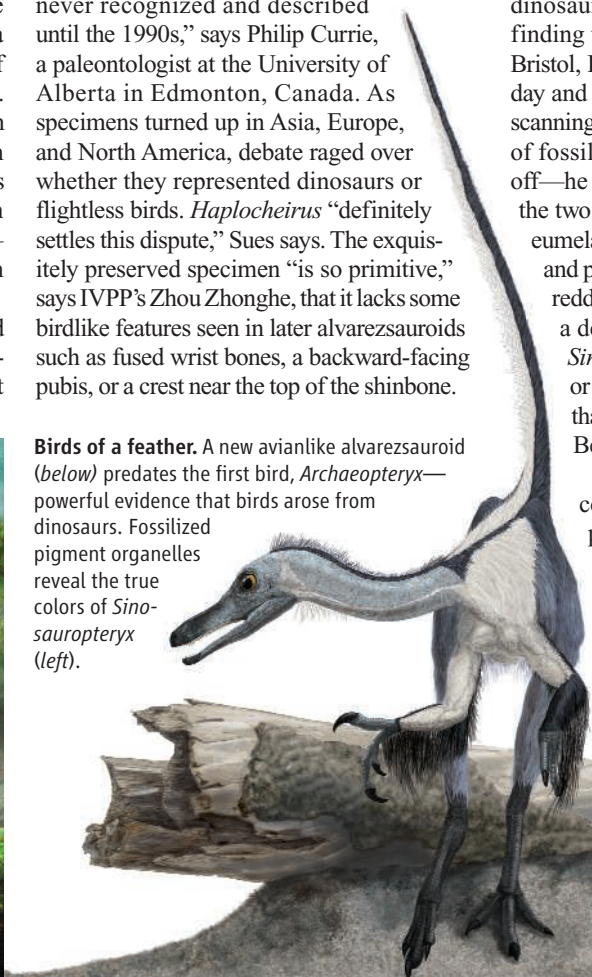 never recognized and described
until the 1990s,” says Philip Currie,
a paleontologist at the University of
Alberta in Edmonton, Canada. As
specimens turned up in Asia, Europe,
and North America, debate raged over
whether they represented dinosaurs or
flightless birds. Haplocheirus “definitely
settles this dispute,” Sues says. The exquis-
itely preserved specimen “is so primitive,”
says IVPP’s Zhou Zhonghe, that it lacks some
birdlike features seen in later alvarezsauroids
such as fused wrist bones, a backward-facing
pubis, or a crest near the top of the shinbone.
Birds of a feather. A new avianlike alvarezsauroid
(below) predates the first bird, Archaeopteryx—
powerful evidence that birds arose from
dinosaurs. Fossilized
pigment organelles
reveal the true
colors of Sino-
sauropteryx
(left).
dinosaur
finding
Bristol,
day and
scanning
of fossil
off—he
the two
eumela
and p
redd
a de
Sin
or
tha
Be
co